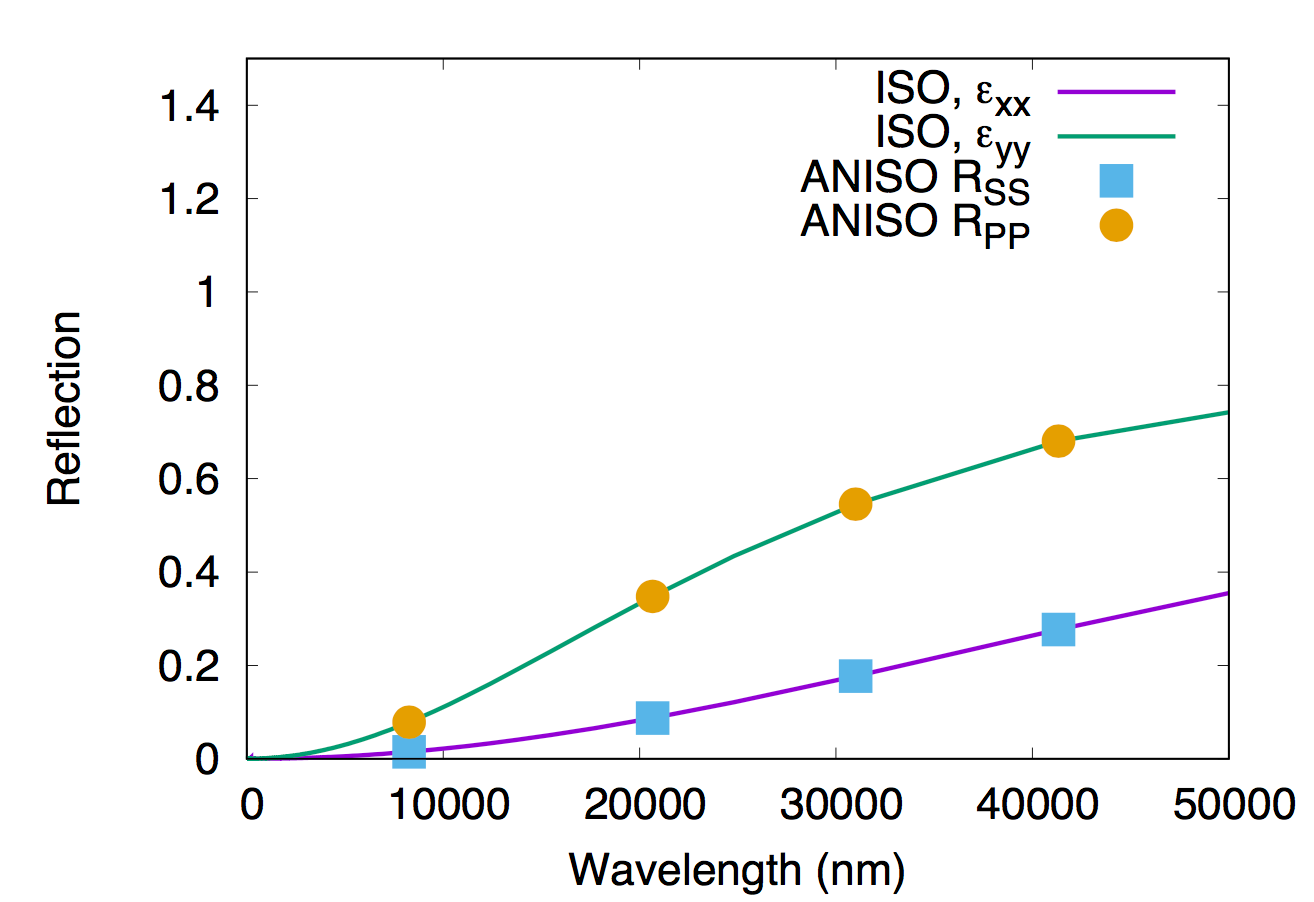 ISO, εxx
ISO, εyy
ANISO RSS
ANISO RPP
1.4
1.2
1
0.8
0.6
0.4
0.2
0
Reflection
0 10000 20000 30000 40000 50000
Wavelength (nm)